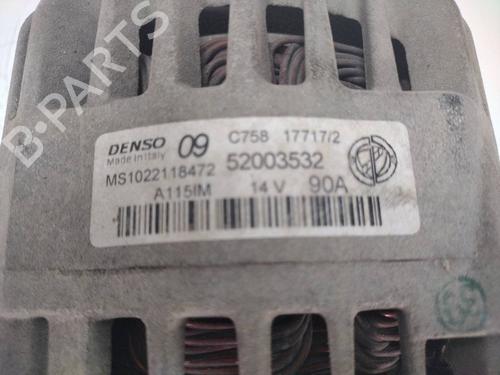 B-PARTS
DENSO 09 C758 17717/2
Made in Italy
MS1022118472 52003532
A115IM 14 V 90A